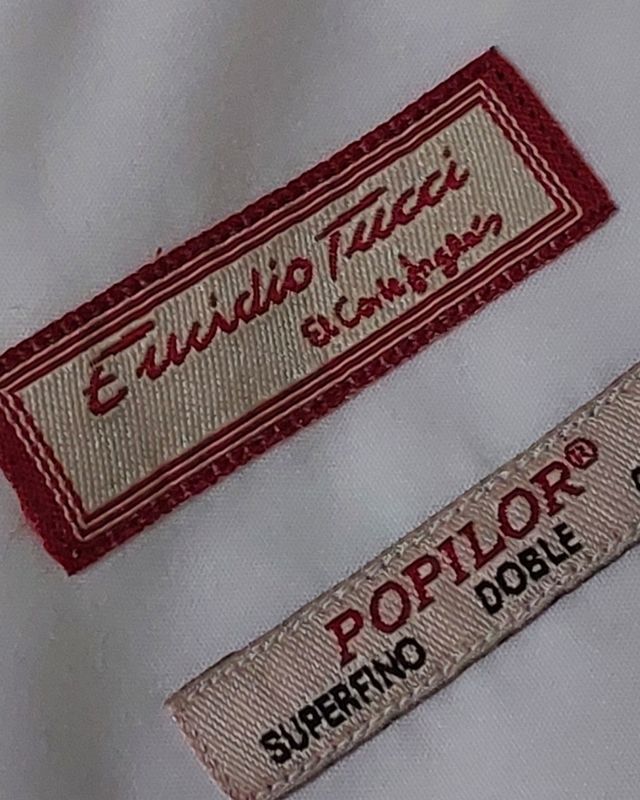 Emidio Tucci
El Corte Inglés
POPILOR®
SUPERFINO DOBLE